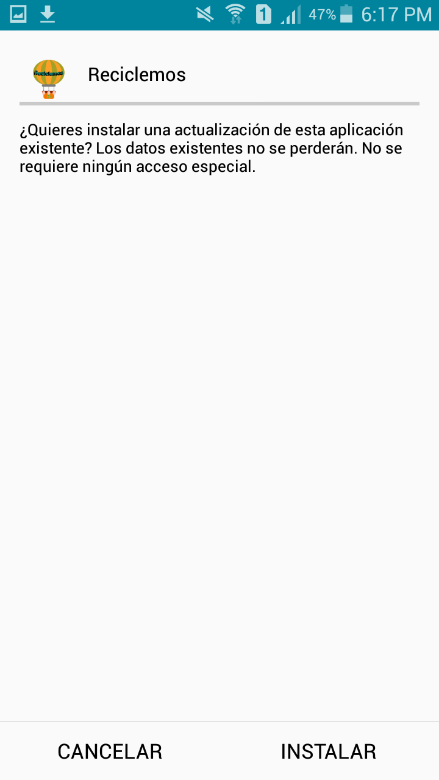 1 47% 6:17 PM
Reciclemos
¿Quieres instalar una actualización de esta aplicación
existente? Los datos existentes no se perderán. No se
requiere ningún acceso especial.
CANCELAR INSTALAR